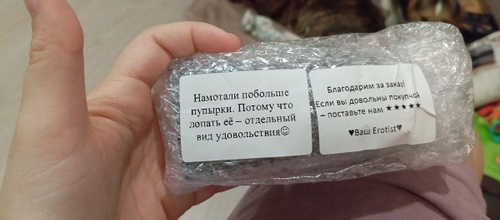 Намотали побольше
пупырки. Потому что
лопать её – отдельный
вид удовольствия☺
Благодарим за заказ!
Если вы довольны покупкой
– поставьте нам ★★★★★
♥Ваш Erotist♥